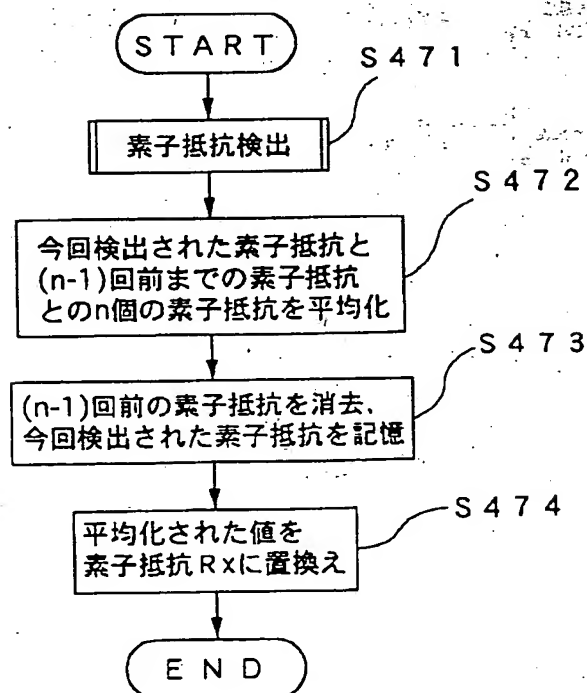 START
S471
素子抵抗検出
S472
今回検出された素子抵抗と
(n-1)回前までの素子抵抗
とのn個の素子抵抗を平均化
S473
(n-1)回前の素子抵抗を消去,
今回検出された素子抵抗を記憶
S474
平均化された値を
素子抵抗Rxに置換え
END